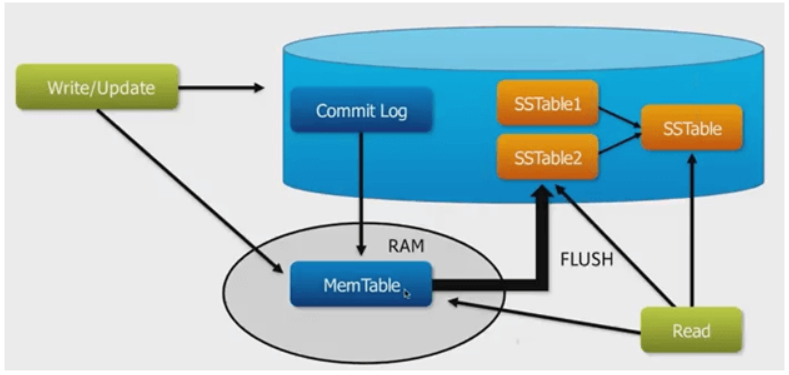 Write/Update
Commit Log
SSTable1
SSTable
SSTable2
RAM
MemTable
FLUSH
Read